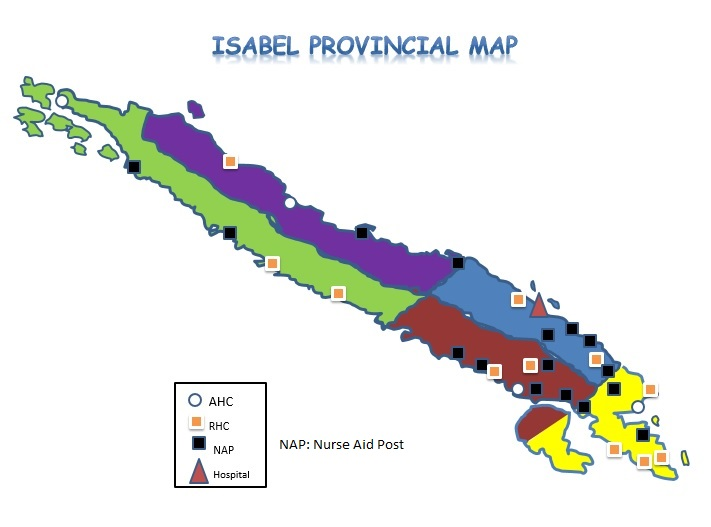 ISABEL PROVINCIAL MAP
AHC
RHC
NAP
NAP: Nurse Aid Post
Hospital